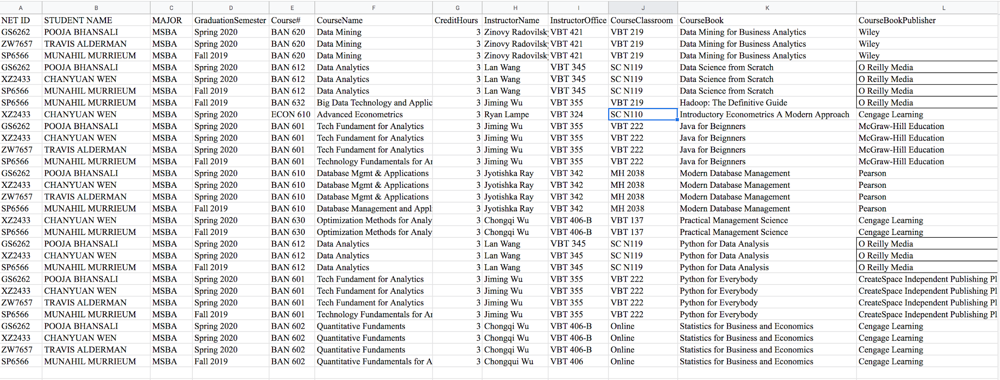 A B C D E F G H I J K L
NET ID STUDENT NAME MAJOR GraduationSemester Course# CourseName CreditHours InstructorName InstructorOffice CourseClassroom CourseBook CourseBookPublisher
GS6262 POOJA BHANSALI MSBA Spring 2020 BAN 620 Data Mining 3 Zinovy Radovilsk VBT 421 VBT 219 Data Mining for Business Analytics Wiley
ZW7657 TRAVIS ALDERMAN MSBA Spring 2020 BAN 620 Data Mining 3 Zinovy Radovilsk VBT 421 VBT 219 Data Mining for Business Analytics Wiley
SP6566 MUNAHIL MURRIEUM MSBA Fall 2019 BAN 620 Data Mining 3 Zinovy Radovilsk VBT 421 VBT 219 Data Mining for Business Analytics Wiley
GS6262 POOJA BHANSALI MSBA Spring 2020 BAN 612 Data Analytics 3 Lan Wang VBT 345 SC N119 Data Science from Scratch O Reilly Media
XZ2433 CHANYUAN WEN MSBA Spring 2020 BAN 612 Data Analytics 3 Lan Wang VBT 345 SC N119 Data Science from Scratch O Reilly Media
SP6566 MUNAHIL MURRIEUM MSBA Fall 2019 BAN 612 Data Analytics 3 Lan Wang VBT 345 SC N119 Data Science from Scratch O Reilly Media
SP6566 MUNAHIL MURRIEUM MSBA Fall 2019 BAN 632 Big Data Technology and Applic 3 Jiming Wu VBT 355 VBT 219 Hadoop: The Definitive Guide O Reilly Media
XZ2433 CHANYUAN WEN MSBA Spring 2020 ECON 610 Advanced Econometrics 3 Ryan Lampe VBT 324 SC N110 Introductory Econometrics A Modern Approach Cengage Learning
GS6262 POOJA BHANSALI MSBA Spring 2020 BAN 601 Tech Fundament for Analytics 3 Jiming Wu VBT 355 VBT 222 Java for Beignners McGraw-Hill Education
XZ2433 CHANYUAN WEN MSBA Spring 2020 BAN 601 Tech Fundament for Analytics 3 Jiming Wu VBT 355 VBT 222 Java for Beignners McGraw-Hill Education
ZW7657 TRAVIS ALDERMAN MSBA Spring 2020 BAN 601 Tech Fundament for Analytics 3 Jiming Wu VBT 355 VBT 222 Java for Beignners McGraw-Hill Education
SP6566 MUNAHIL MURRIEUM MSBA Fall 2019 BAN 601 Technology Fundamentals for Ar 3 Jiming Wu VBT 355 VBT 222 Java for Beignners McGraw-Hill Education
GS6262 POOJA BHANSALI MSBA Spring 2020 BAN 610 Database Mgmt & Applications 3 Jyotishka Ray VBT 342 MH 2038 Modern Database Management Pearson
XZ2433 CHANYUAN WEN MSBA Spring 2020 BAN 610 Database Mgmt & Applications 3 Jyotishka Ray VBT 342 MH 2038 Modern Database Management Pearson
ZW7657 TRAVIS ALDERMAN MSBA Spring 2020 BAN 610 Database Mgmt & Applications 3 Jyotishka Ray VBT 342 MH 2038 Modern Database Management Pearson
SP6566 MUNAHIL MURRIEUM MSBA Fall 2019 BAN 610 Database Management and Appli 3 Jyotishka Ray VBT 342 MH 2038 Modern Database Management Pearson
XZ2433 CHANYUAN WEN MSBA Spring 2020 BAN 630 Optimization Methods for Analy 3 Chongqi Wu VBT 406-B VBT 137 Practical Management Science Cengage Learning
SP6566 MUNAHIL MURRIEUM MSBA Fall 2019 BAN 630 Optimization Methods for Analy 3 Chongqi Wu VBT 406-B VBT 137 Practical Management Science Cengage Learning
GS6262 POOJA BHANSALI MSBA Spring 2020 BAN 612 Data Analytics 3 Lan Wang VBT 345 SC N119 Python for Data Analysis O Reilly Media
XZ2433 CHANYUAN WEN MSBA Spring 2020 BAN 612 Data Analytics 3 Lan Wang VBT 345 SC N119 Python for Data Analysis O Reilly Media
SP6566 MUNAHIL MURRIEUM MSBA Fall 2019 BAN 612 Data Analytics 3 Lan Wang VBT 345 SC N119 Python for Data Analysis O Reilly Media
GS6262 POOJA BHANSALI MSBA Spring 2020 BAN 601 Tech Fundament for Analytics 3 Jiming Wu VBT 355 VBT 222 Python for Everybody CreateSpace Independent Publishing Pl
XZ2433 CHANYUAN WEN MSBA Spring 2020 BAN 601 Tech Fundament for Analytics 3 Jiming Wu VBT 355 VBT 222 Python for Everybody CreateSpace Independent Publishing Pl
ZW7657 TRAVIS ALDERMAN MSBA Spring 2020 BAN 601 Tech Fundament for Analytics 3 Jiming Wu VBT 355 VBT 222 Python for Everybody CreateSpace Independent Publishing Pl
SP6566 MUNAHIL MURRIEUM MSBA Fall 2019 BAN 601 Technology Fundamentals for Ar 3 Jiming Wu VBT 355 VBT 222 Python for Everybody CreateSpace Independent Publishing Pl
GS6262 POOJA BHANSALI MSBA Spring 2020 BAN 602 Quantitative Fundaments 3 Chongqi Wu VBT 406-B Online Statistics for Business and Economics Cengage Learning
XZ2433 CHANYUAN WEN MSBA Spring 2020 BAN 602 Quantitative Fundaments 3 Chongqi Wu VBT 406-B Online Statistics for Business and Economics Cengage Learning
ZW7657 TRAVIS ALDERMAN MSBA Spring 2020 BAN 602 Quantitative Fundaments 3 Chongqi Wu VBT 406-B Online Statistics for Business and Economics Cengage Learning
SP6566 MUNAHIL MURRIEUM MSBA Fall 2019 BAN 602 Quantitative Fundamentals for A 3 Chongqui Wu VBT 406 Online Statistics for Business and Economics Cengage Learning